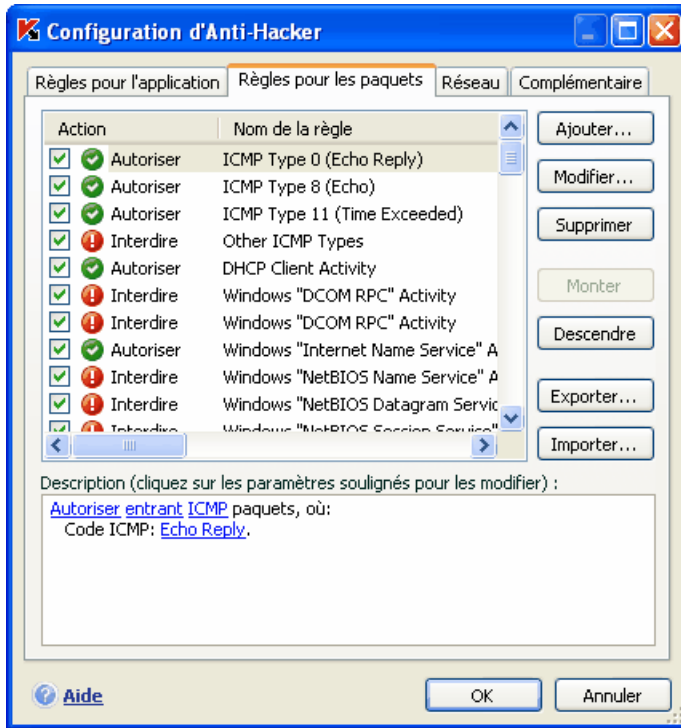 Configuration d'Anti-Hacker
Règles pour l'application Règles pour les paquets Réseau Complémentaire
Action Nom de la règle
Autoriser ICMP Type 0 (Echo Reply)
Autoriser ICMP Type 8 (Echo)
Autoriser ICMP Type 11 (Time Exceeded)
Interdire Other ICMP Types
Autoriser DHCP Client Activity
Interdire Windows "DCOM RPC" Activity
Interdire Windows "DCOM RPC" Activity
Autoriser Windows "Internet Name Service" A
Interdire Windows "NetBIOS Name Service" A
Interdire Windows "NetBIOS Datagram Servic
Interdire Windows "NetBIOS Session Service"
Ajouter...
Modifier...
Supprimer
Monter
Descendre
Exporter...
Importer...
Description (cliquez sur les paramètres soulignés pour les modifier) :
Autoriser entrant ICMP paquets, où:
Code ICMP: Echo Reply.
Aide
OK
Annuler